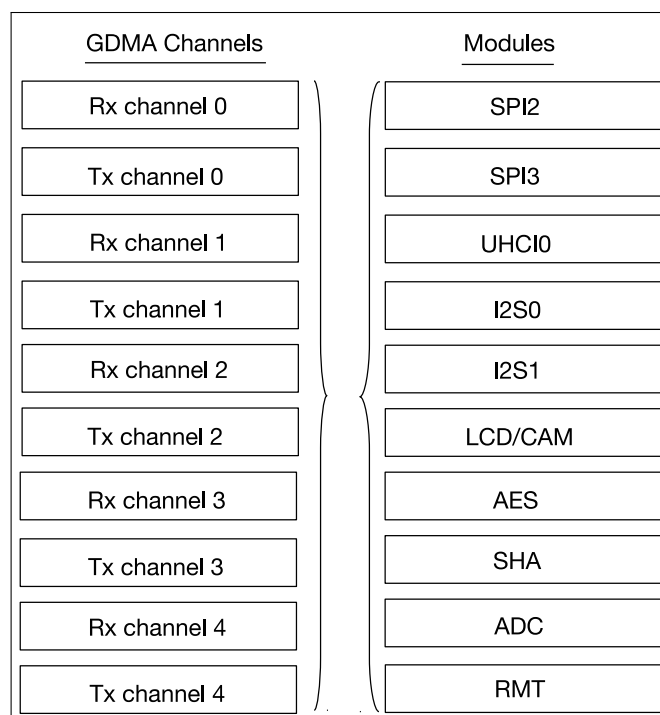 GDMA Channels
Rx channel 0
Tx channel 0
Rx channel 1
Tx channel 1
Rx channel 2
Tx channel 2
Rx channel 3
Tx channel 3
Rx channel 4
Tx channel 4
Modules
SPI2
SPI3
UHCI0
I2S0
I2S1
LCD/CAM
AES
SHA
ADC
RMT